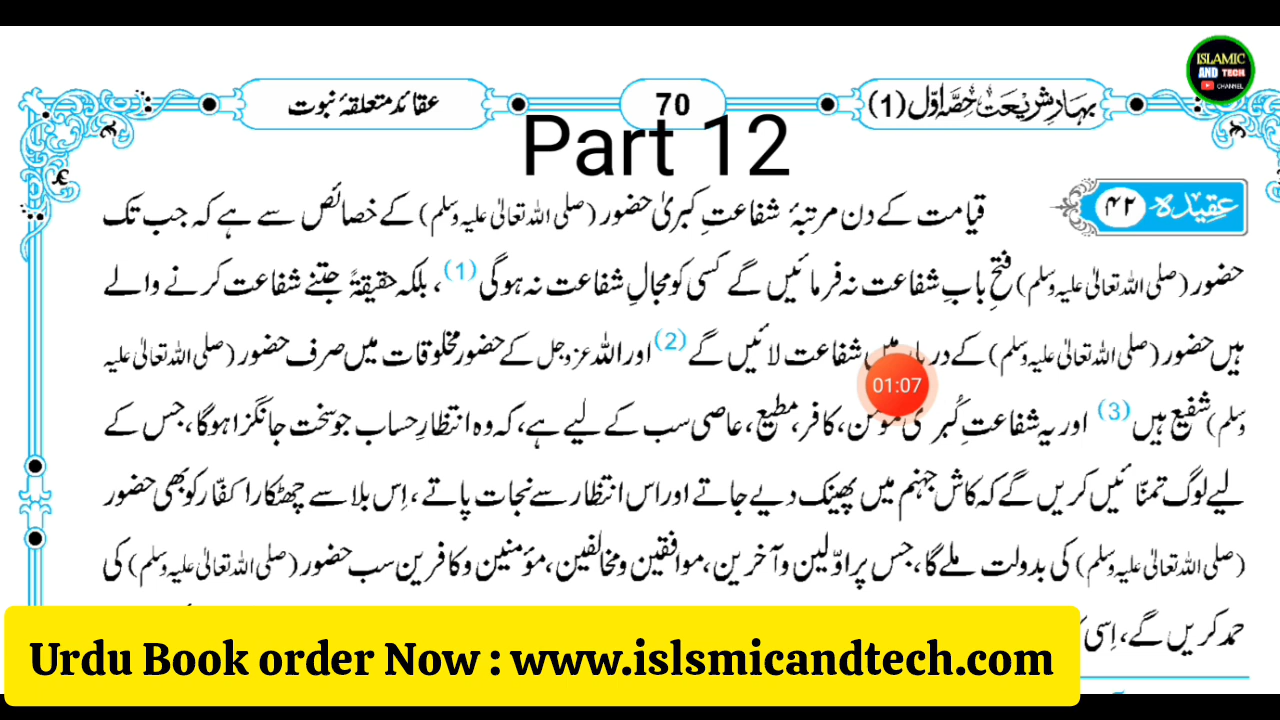 ISLAMIC
AND TECH
CHANNEL
بہارِشریعت حصَّہ اوّل (1)
70
عقائد متعلقۂ نبوت
Part 12
عقیدہ ۴۲
قیامت کے دن مرتبۂ شفاعتِ کبریٰ حضور (صلی اللہ تعالیٰ علیہ وسلم) کے خصائص سے ہے کہ جب تک
حضور (صلی اللہ تعالیٰ علیہ وسلم) فتحِ بابِ شفاعت نہ فرمائیں گے کسی کو مجالِ شفاعت نہ ہوگی (1)، بلکہ حقیقۃً جتنے شفاعت کرنے والے
ہیں حضور (صلی اللہ تعالیٰ علیہ وسلم) کے میں شفاعت لائیں گے (2) اور اللہ عزوجل کے حضور مخلوقات میں صرف حضور (صلی اللہ تعالیٰ علیہ
وسلم) شفیع ہیں (3) اور یہ شفاعتِ کُبریٰ مومن، کافر، مطیع، عاصی سب کے لیے ہے، کہ وہ انتظارِ حساب جو سخت جانگزا ہوگا، جس کے
01:07
لیے لوگ تمنّائیں کریں گے کہ کاش جہنم میں پھینک دیے جاتے اور اس انتظار سے نجات پاتے، اِس بلا سے چھٹکارا کفّار کو بھی حضور
(صلی اللہ تعالیٰ علیہ وسلم) کی بدولت ملے گا، جس پر اوّلین و آخرین، موافقین و مخالفین، مؤمنین و کافرین سب حضور (صلی اللہ تعالیٰ علیہ وسلم) کی
حمد کریں گے، اِسی
Urdu Book order Now : www.islsmicandtech.com